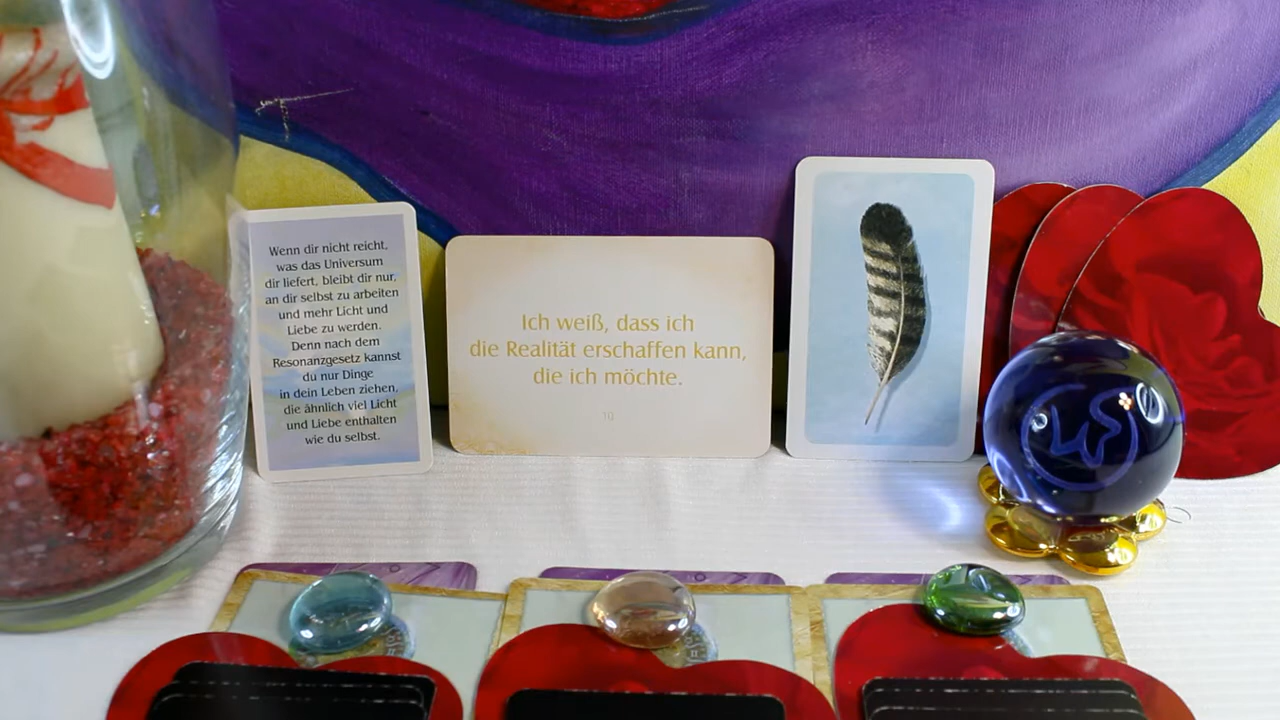 Wenn dir nicht reicht,
was das Universum
dir liefert, bleibt dir nur,
an dir selbst zu arbeiten
und mehr Licht und
Liebe zu werden.
Denn nach dem
Resonanzgesetz kannst
du nur Dinge
in dein Leben ziehen,
die ähnlich viel Licht
und Liebe enthalten
wie du selbst.
Ich weiß, dass ich
die Realität erschaffen kann,
die ich möchte.
10